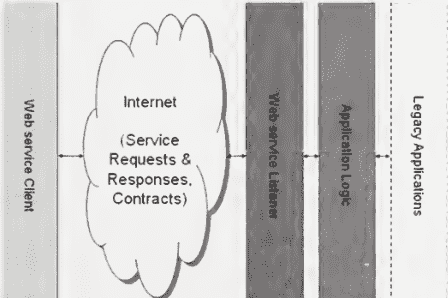 Web service Client
Internet
(Service
Requests &
Responses,
Contracts)
Web service Listener
Application Logic
Legacy Applications